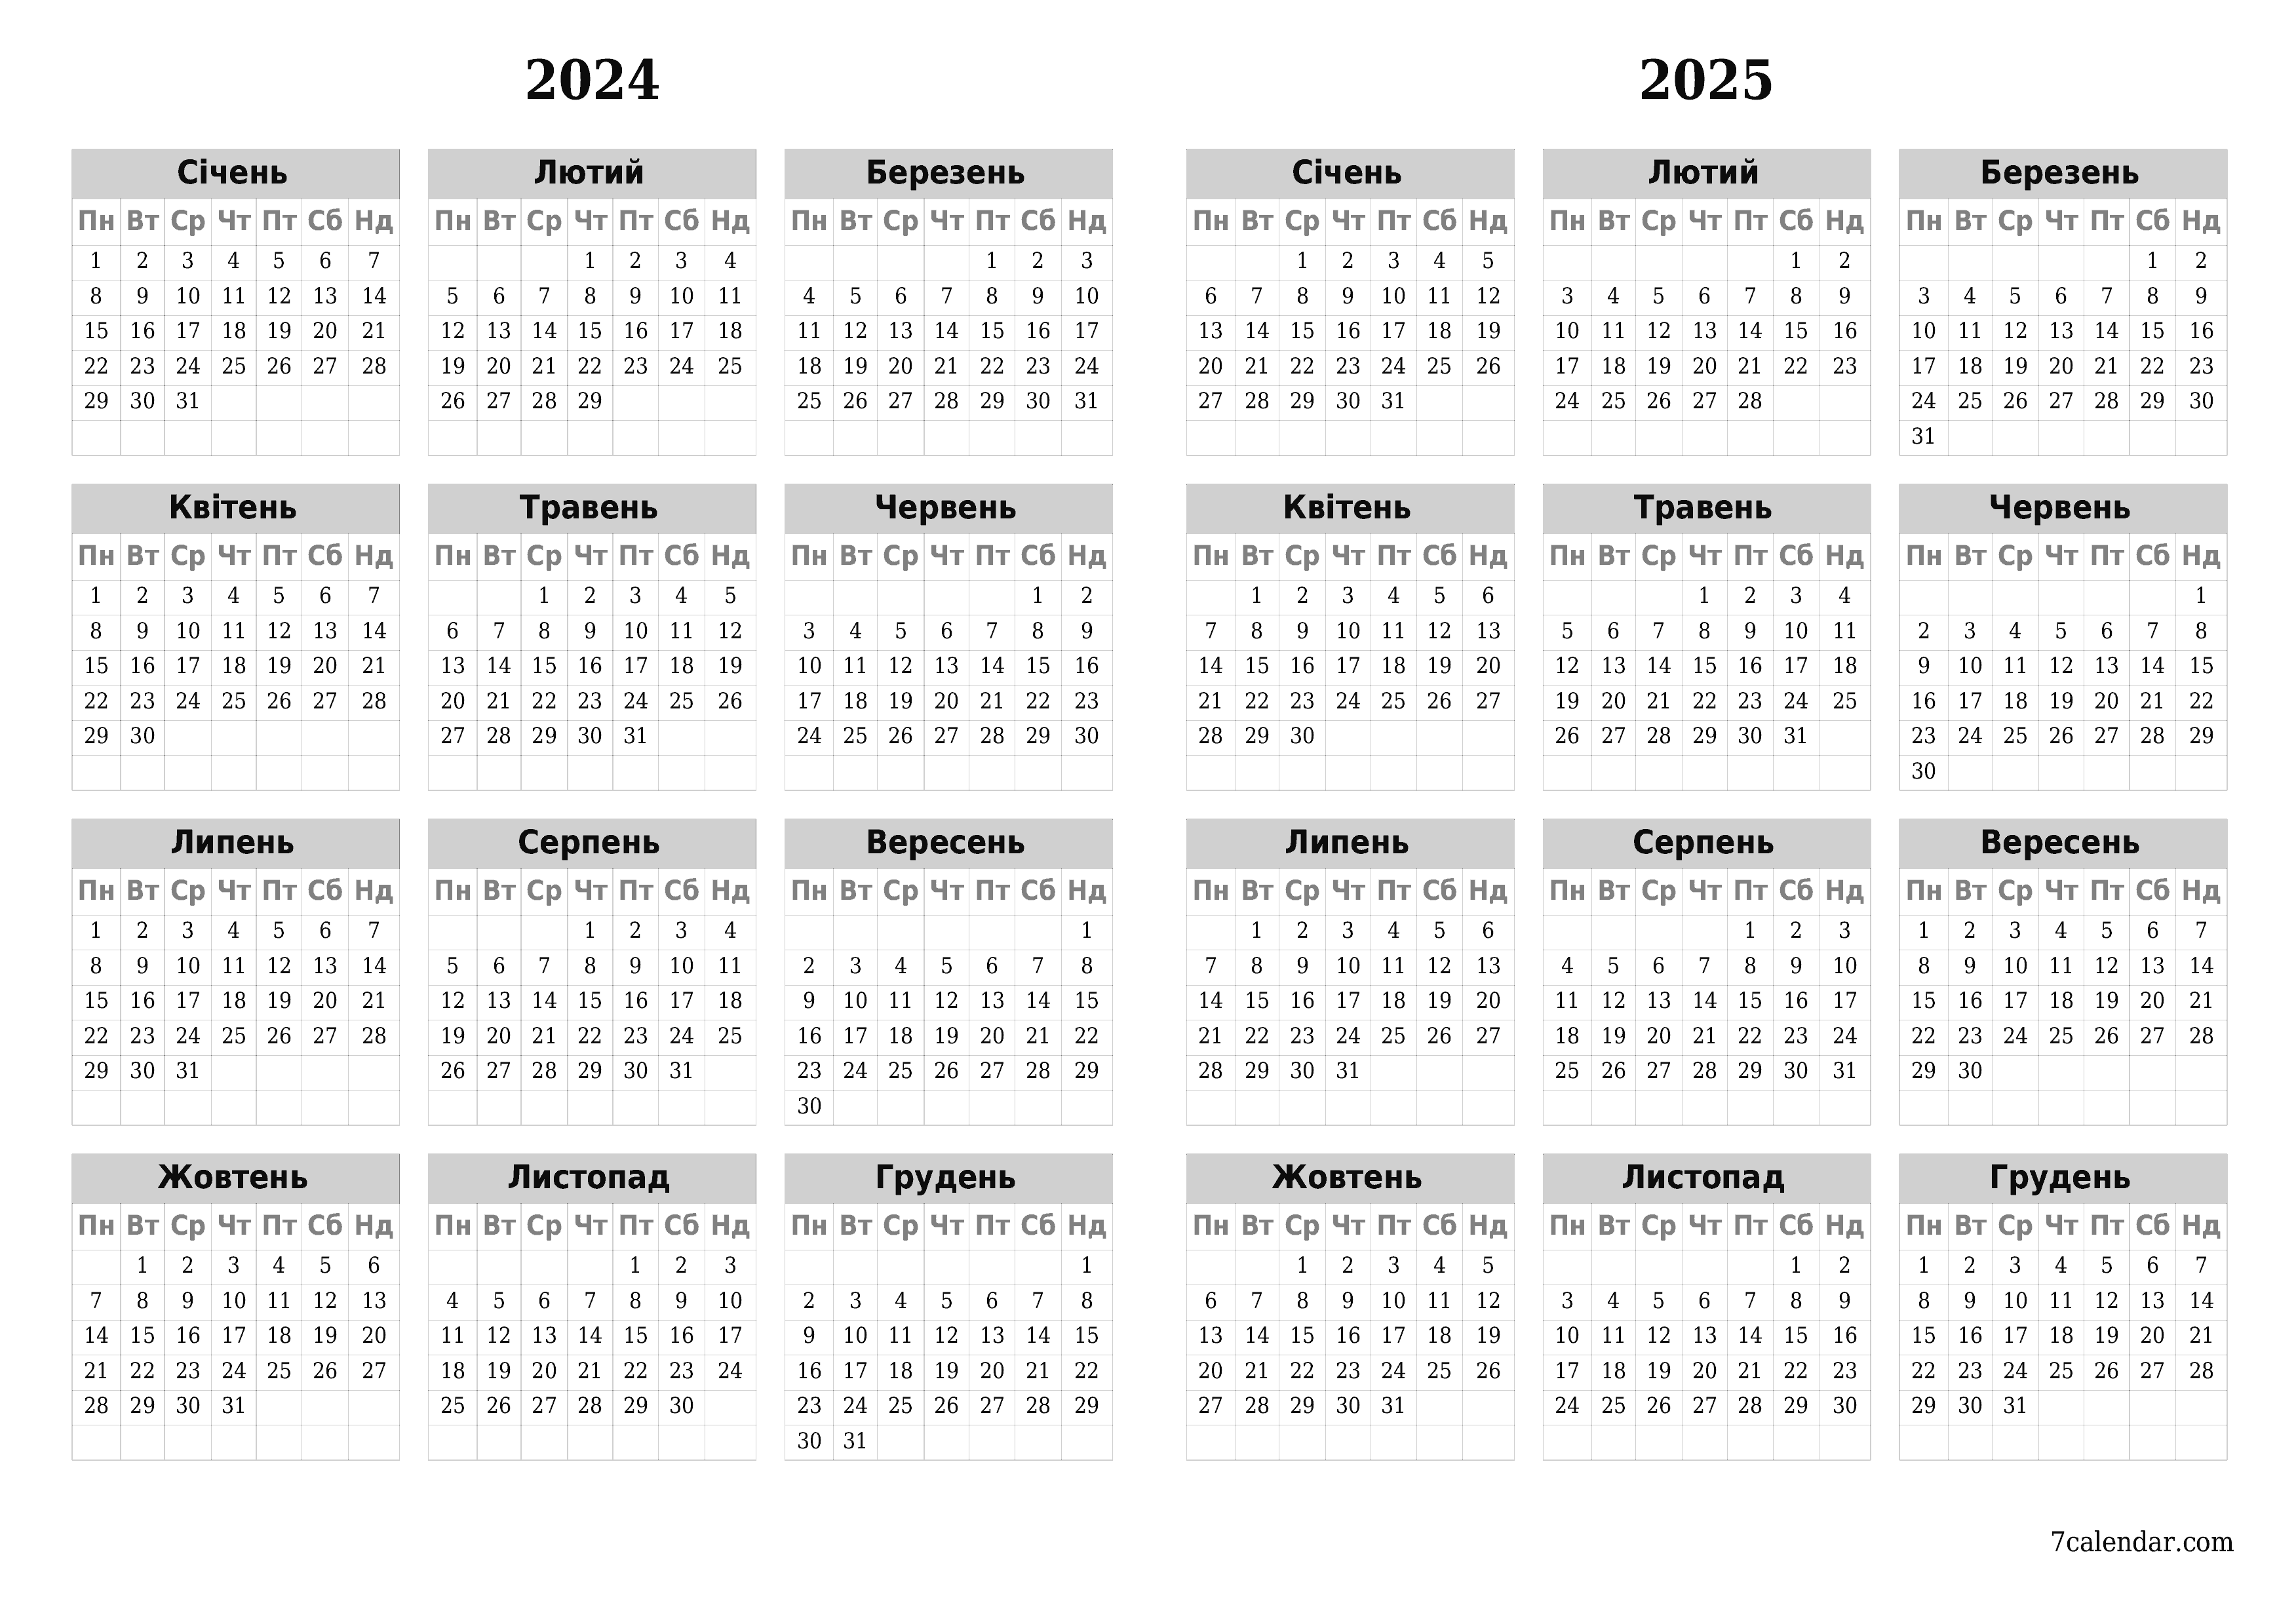 2024
Січень
Пн Вт Ср Чт Пт Сб Нд
1 2 3 4 5 6 7
8 9 10 11 12 13 14
15 16 17 18 19 20 21
22 23 24 25 26 27 28
29 30 31
Лютий
Пн Вт Ср Чт Пт Сб Нд
1 2 3 4
5 6 7 8 9 10 11
12 13 14 15 16 17 18
19 20 21 22 23 24 25
26 27 28 29
Березень
Пн Вт Ср Чт Пт Сб Нд
1 2 3
4 5 6 7 8 9 10
11 12 13 14 15 16 17
18 19 20 21 22 23 24
25 26 27 28 29 30 31
Квітень
Пн Вт Ср Чт Пт Сб Нд
1 2 3 4 5 6 7
8 9 10 11 12 13 14
15 16 17 18 19 20 21
22 23 24 25 26 27 28
29 30
Травень
Пн Вт Ср Чт Пт Сб Нд
1 2 3 4 5
6 7 8 9 10 11 12
13 14 15 16 17 18 19
20 21 22 23 24 25 26
27 28 29 30 31
Червень
Пн Вт Ср Чт Пт Сб Нд
1 2
3 4 5 6 7 8 9
10 11 12 13 14 15 16
17 18 19 20 21 22 23
24 25 26 27 28 29 30
Липень
Пн Вт Ср Чт Пт Сб Нд
1 2 3 4 5 6 7
8 9 10 11 12 13 14
15 16 17 18 19 20 21
22 23 24 25 26 27 28
29 30 31
Серпень
Пн Вт Ср Чт Пт Сб Нд
1 2 3 4
5 6 7 8 9 10 11
12 13 14 15 16 17 18
19 20 21 22 23 24 25
26 27 28 29 30 31
Вересень
Пн Вт Ср Чт Пт Сб Нд
1
2 3 4 5 6 7 8
9 10 11 12 13 14 15
16 17 18 19 20 21 22
23 24 25 26 27 28 29
30
Жовтень
Пн Вт Ср Чт Пт Сб Нд
1 2 3 4 5 6
7 8 9 10 11 12 13
14 15 16 17 18 19 20
21 22 23 24 25 26 27
28 29 30 31
Листопад
Пн Вт Ср Чт Пт Сб Нд
1 2 3
4 5 6 7 8 9 10
11 12 13 14 15 16 17
18 19 20 21 22 23 24
25 26 27 28 29 30
Грудень
Пн Вт Ср Чт Пт Сб Нд
1
2 3 4 5 6 7 8
9 10 11 12 13 14 15
16 17 18 19 20 21 22
23 24 25 26 27 28 29
30 31
2025
Січень
Пн Вт Ср Чт Пт Сб Нд
1 2 3 4 5
6 7 8 9 10 11 12
13 14 15 16 17 18 19
20 21 22 23 24 25 26
27 28 29 30 31
Лютий
Пн Вт Ср Чт Пт Сб Нд
1 2
3 4 5 6 7 8 9
10 11 12 13 14 15 16
17 18 19 20 21 22 23
24 25 26 27 28
Березень
Пн Вт Ср Чт Пт Сб Нд
1 2
3 4 5 6 7 8 9
10 11 12 13 14 15 16
17 18 19 20 21 22 23
24 25 26 27 28 29 30
31
Квітень
Пн Вт Ср Чт Пт Сб Нд
1 2 3 4 5 6
7 8 9 10 11 12 13
14 15 16 17 18 19 20
21 22 23 24 25 26 27
28 29 30
Травень
Пн Вт Ср Чт Пт Сб Нд
1 2 3 4
5 6 7 8 9 10 11
12 13 14 15 16 17 18
19 20 21 22 23 24 25
26 27 28 29 30 31
Червень
Пн Вт Ср Чт Пт Сб Нд
1
2 3 4 5 6 7 8
9 10 11 12 13 14 15
16 17 18 19 20 21 22
23 24 25 26 27 28 29
30
Липень
Пн Вт Ср Чт Пт Сб Нд
1 2 3 4 5 6
7 8 9 10 11 12 13
14 15 16 17 18 19 20
21 22 23 24 25 26 27
28 29 30 31
Серпень
Пн Вт Ср Чт Пт Сб Нд
1 2 3
4 5 6 7 8 9 10
11 12 13 14 15 16 17
18 19 20 21 22 23 24
25 26 27 28 29 30 31
Вересень
Пн Вт Ср Чт Пт Сб Нд
1 2 3 4 5 6 7
8 9 10 11 12 13 14
15 16 17 18 19 20 21
22 23 24 25 26 27 28
29 30
Жовтень
Пн Вт Ср Чт Пт Сб Нд
1 2 3 4 5
6 7 8 9 10 11 12
13 14 15 16 17 18 19
20 21 22 23 24 25 26
27 28 29 30 31
Листопад
Пн Вт Ср Чт Пт Сб Нд
1 2
3 4 5 6 7 8 9
10 11 12 13 14 15 16
17 18 19 20 21 22 23
24 25 26 27 28 29 30
Грудень
Пн Вт Ср Чт Пт Сб Нд
1 2 3 4 5 6 7
8 9 10 11 12 13 14
15 16 17 18 19 20 21
22 23 24 25 26 27 28
29 30 31
7calendar.com